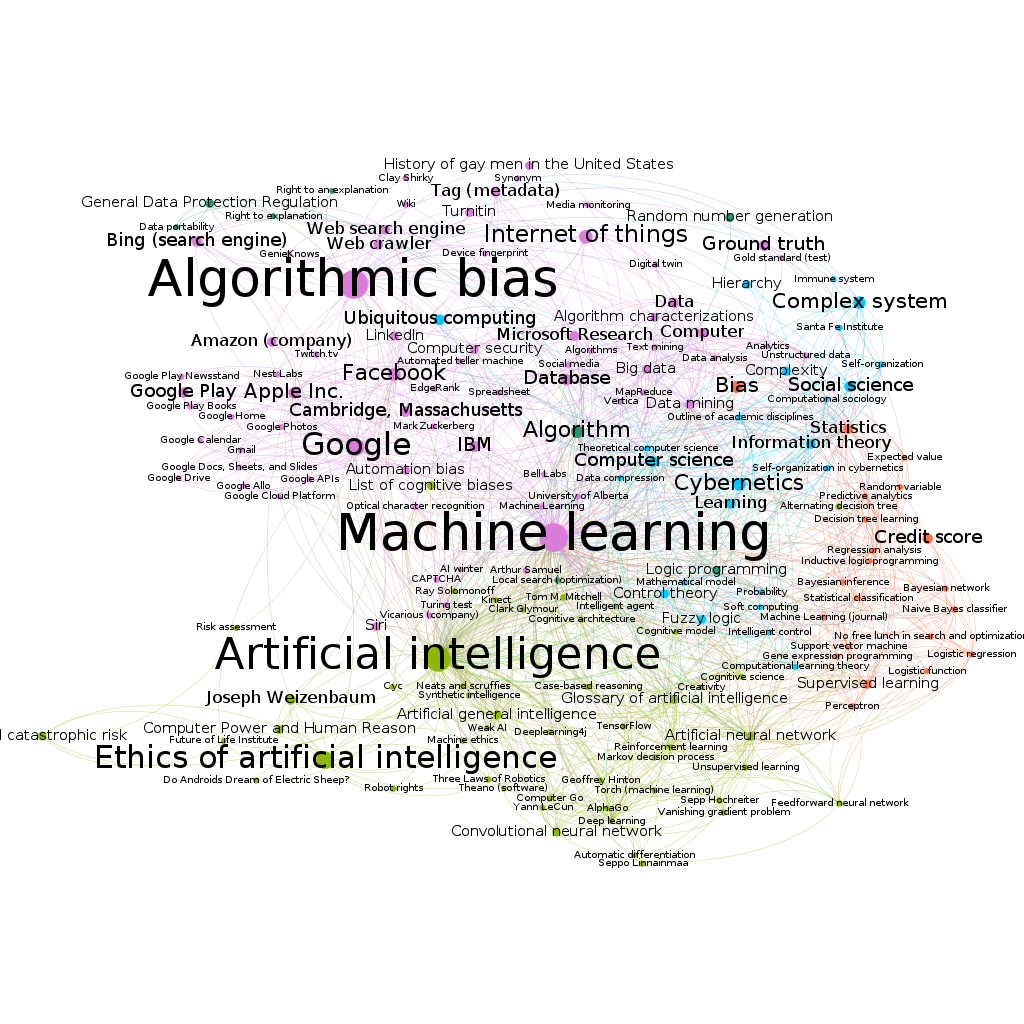 History of gay men in the United States
Clay Shirky
Synonym
Right to an explanation
Tag (metadata)
General Data Protection Regulation
Wiki
Media monitoring
Turnitin
Right to explanation
Random number generation
Data portability
Web search engine
Internet of things
Bing (search engine)
Web crawler
Ground truth
GenieKnows
Device fingerprint
Gold standard (test)
Digital twin
Algorithmic bias
Hierarchy
Immune system
Data
Complex system
Ubiquitous computing
Algorithm characterizations
Santa Fe Institute
LinkedIn
Microsoft Research
Computer
Amazon (company)
Computer security
Algorithms
Text mining
Analytics
Twitch.tv
Data analysis
Unstructured data
Automated teller machine
Social media
Big data
Self-organization
Google Play Newsstand
Nest Labs
Facebook
Database
Complexity
Google Play
Apple Inc.
EdgeRank
Spreadsheet
MapReduce
Bias
Social science
Vertica
Data mining
Computational sociology
Google Play Books
Cambridge, Massachusetts
Google Home
Outline of academic disciplines
Google Photos
Mark Zuckerberg
Algorithm
Statistics
Google Calendar
Google
IBM
Information theory
Gmail
Theoretical computer science
Expected value
Google Docs, Sheets, and Slides
Automation bias
Computer science
Self-organization in cybernetics
Google Drive
Google APIs
Bell Labs
Data compression
Google Allo
List of cognitive biases
Cybernetics
Random variable
Google Cloud Platform
University of Alberta
Predictive analytics
Optical character recognition
Machine Learning
Learning
Alternating decision tree
Decision tree learning
Machine learning
Credit score
Regression analysis
Inductive logic programming
AI winter
Arthur Samuel
Logic programming
CAPTCHA
Local search (optimization)
Mathematical model
Bayesian inference
Ray Solomonoff
Control theory
Probability
Bayesian network
Kinect
Tom M. Mitchell
Statistical classification
Turing test
Clark Glymour
Intelligent agent
Soft computing
Naive Bayes classifier
Vicarious (company)
Cognitive architecture
Fuzzy logic
Machine Learning (journal)
Risk assessment
Siri
Cognitive model
Intelligent control
No free lunch in search and optimization
Artificial intelligence
Support vector machine
Gene expression programming
Logistic regression
Computational learning theory
Logistic function
Cognitive science
Cyc
Neats and scruffies
Case-based reasoning
Creativity
Supervised learning
Joseph Weizenbaum
Synthetic intelligence
Glossary of artificial intelligence
Perceptron
Artificial general intelligence
Computer Power and Human Reason
Weak AI
TensorFlow
l catastrophic risk
Future of Life Institute
Machine ethics
Deeplearning4j
Artificial neural network
Reinforcement learning
Ethics of artificial intelligence
Markov decision process
Unsupervised learning
Do Androids Dream of Electric Sheep?
Three Laws of Robotics
Geoffrey Hinton
Robot rights
Theano (software)
Torch (machine learning)
Computer Go
Sepp Hochreiter
Feedforward neural network
Yann LeCun
AlphaGo
Vanishing gradient problem
Deep learning
Convolutional neural network
Automatic differentiation
Seppo Linnainmaa